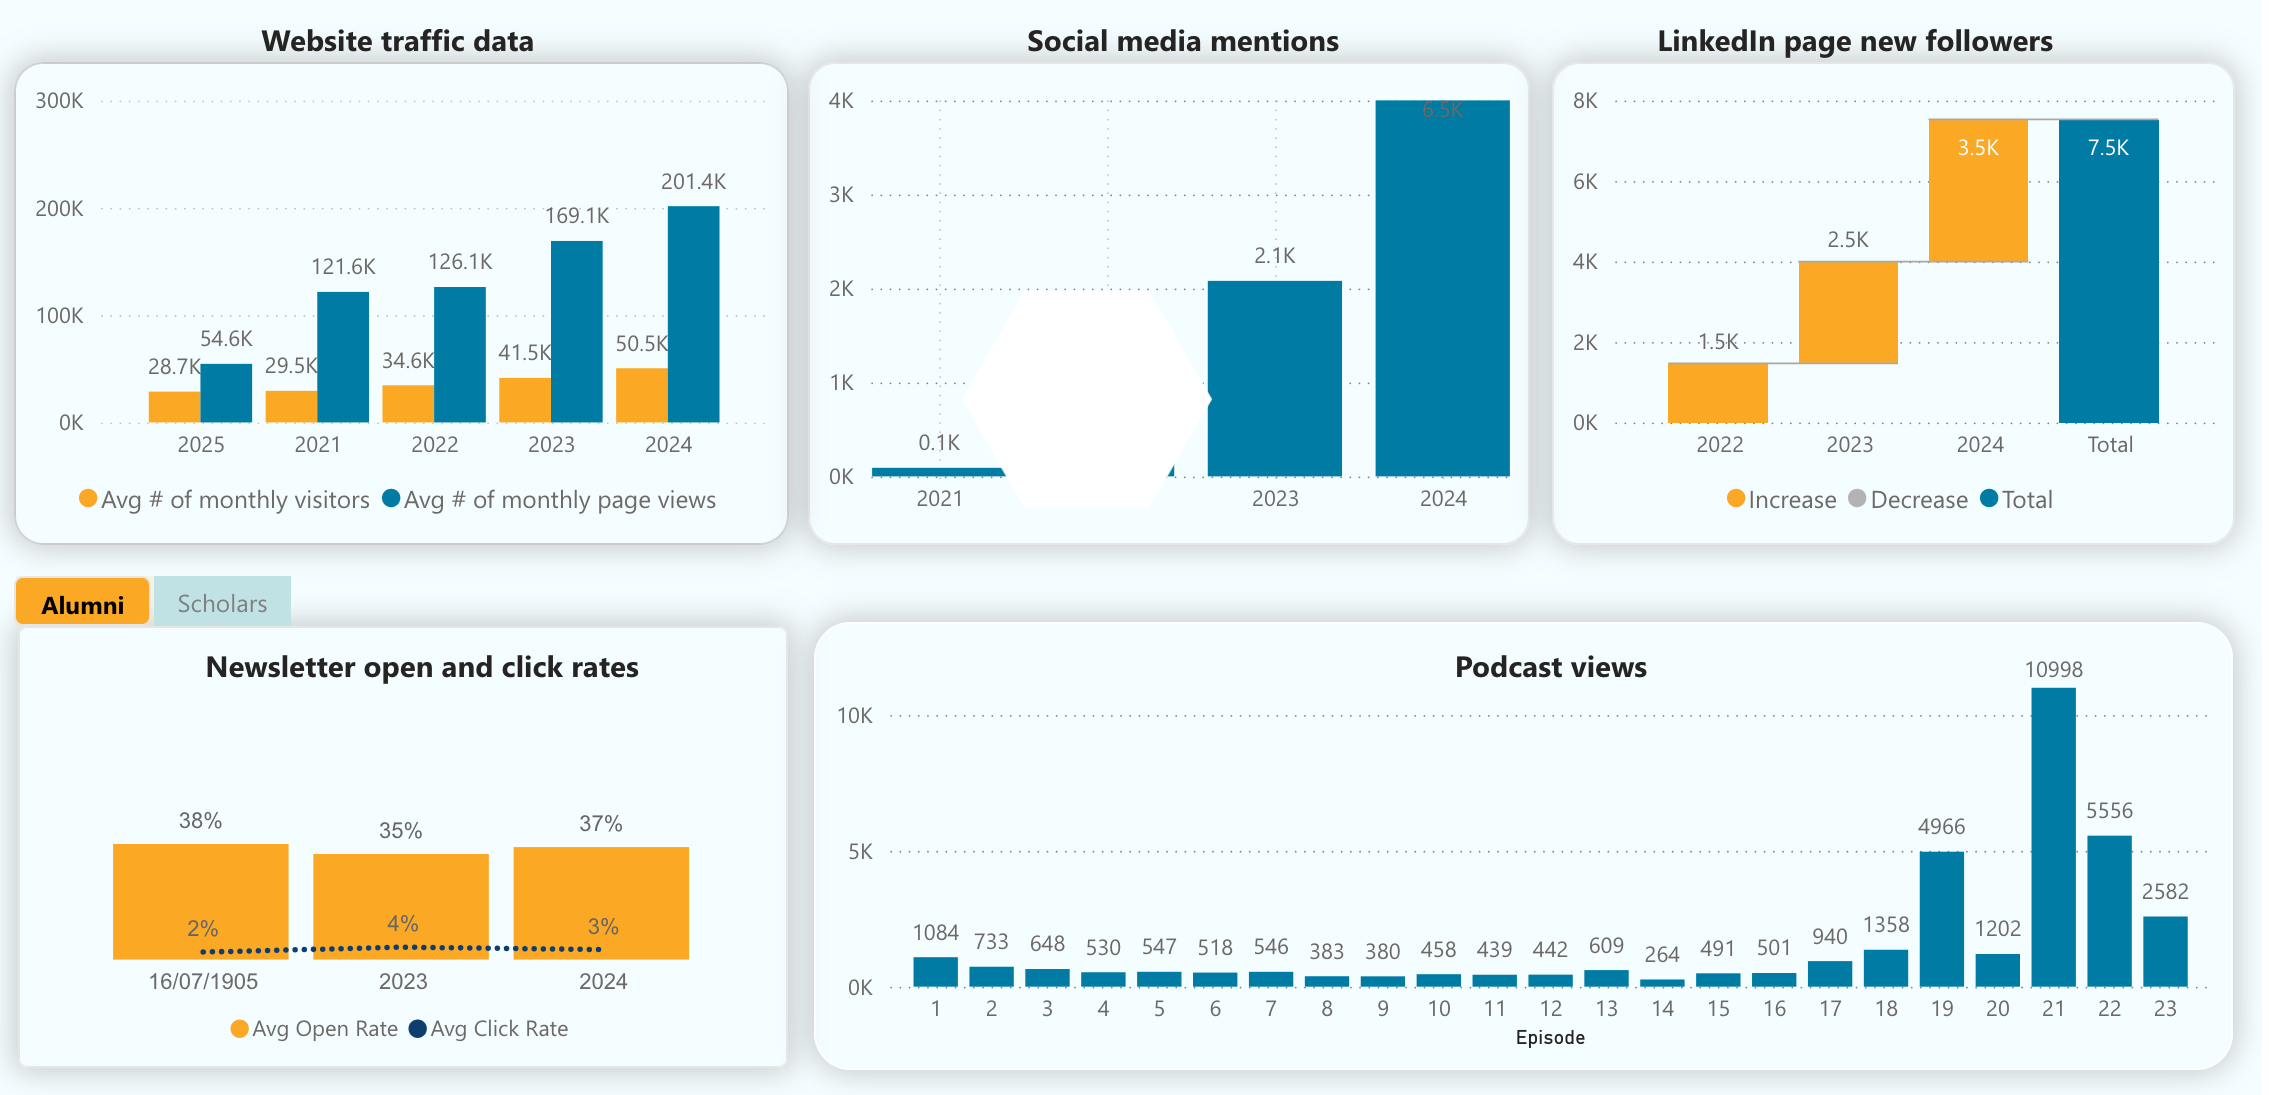 Website traffic data
300K
200K
100K
0K
28.7K
54.6K
29.5K
121.6K
34.6K
126.1K
41.5K
169.1K
50.5K
201.4K
2025 2021 2022 2023 2024
Avg # of monthly visitors Avg # of monthly page views
Social media mentions
4K
3K
2K
1K
0K
0.1K
2.1K
6.5K
2021 2023 2024
LinkedIn page new followers
8K
6K
4K
2K
0K
1.5K
2.5K
3.5K
7.5K
2022 2023 2024 Total
Increase Decrease Total
Alumni Scholars
Newsletter open and click rates
38% 35% 37%
2% 4% 3%
16/07/1905 2023 2024
Avg Open Rate Avg Click Rate
Podcast views
10K
5K
0K
1084 733 648 530 547 518 546 383 380 458 439 442 609 264 491 501 940 1358 4966 1202 10998 5556 2582
1 2 3 4 5 6 7 8 9 10 11 12 13 14 15 16 17 18 19 20 21 22 23
Episode